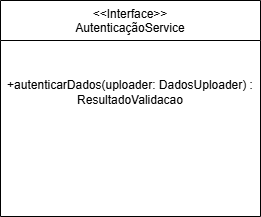 <<Interface>>
AutenticaçãoService
+autenticarDados(uploader: DadosUploader) :
ResultadoValidacao